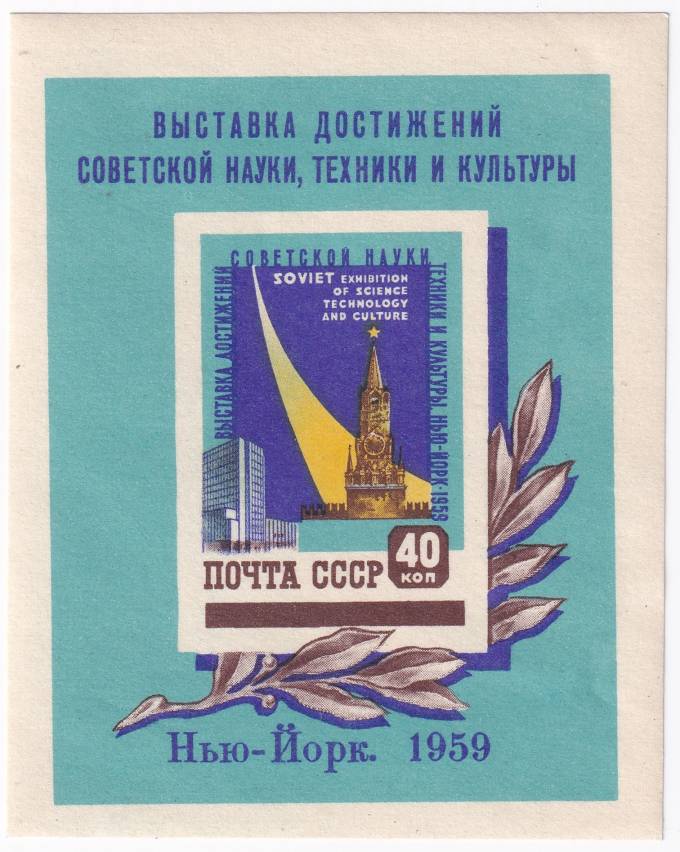 ВЫСТАВКА ДОСТИЖЕНИЙ
СОВЕТСКОЙ НАУКИ, ТЕХНИКИ И КУЛЬТУРЫ
ВЫСТАВКА ДОСТИЖЕНИЙ
СОВЕТСКОЙ НАУКИ,
ТЕХНИКИ И КУЛЬТУРЫ. НЬЮ-ЙОРК·1959
SOVIET EXHIBITION
OF SCIENCE
TECHNOLOGY
AND CULTURE
ПОЧТА СССР
40
КОП
Нью-Йорк. 1959